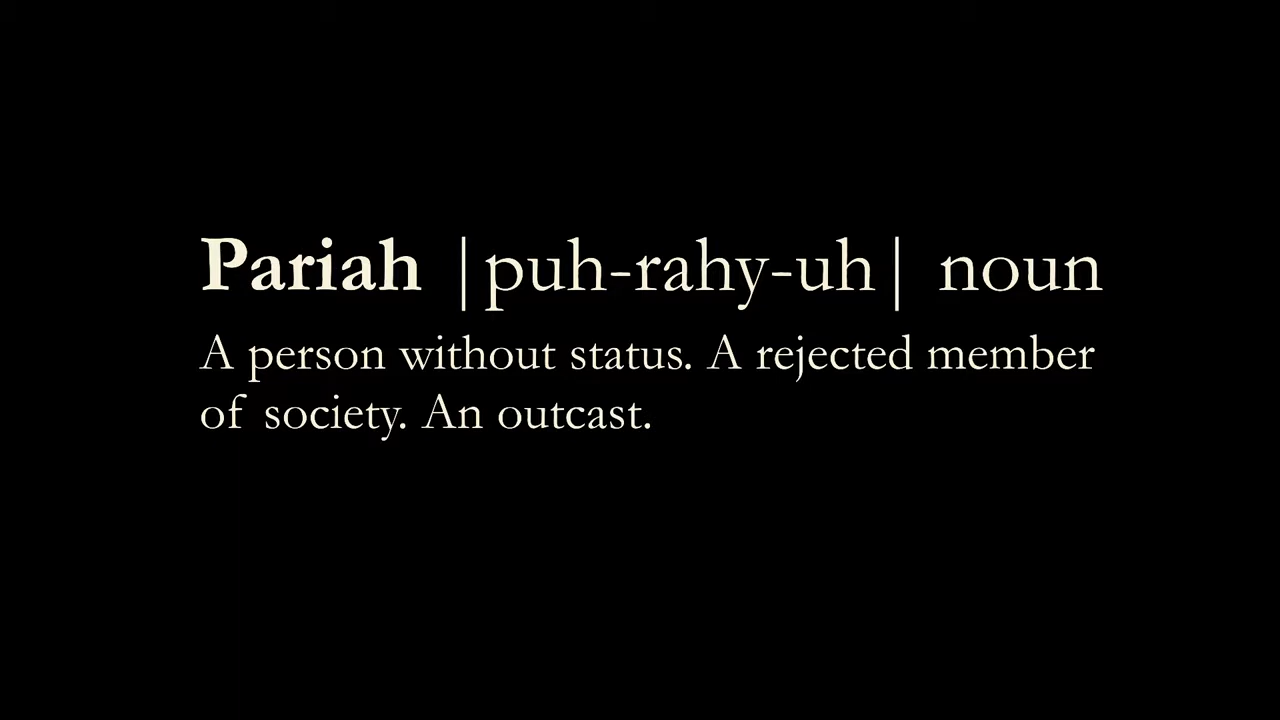 Pariah |puh-rahy-uh| noun
A person without status. A rejected member
of society. An outcast.